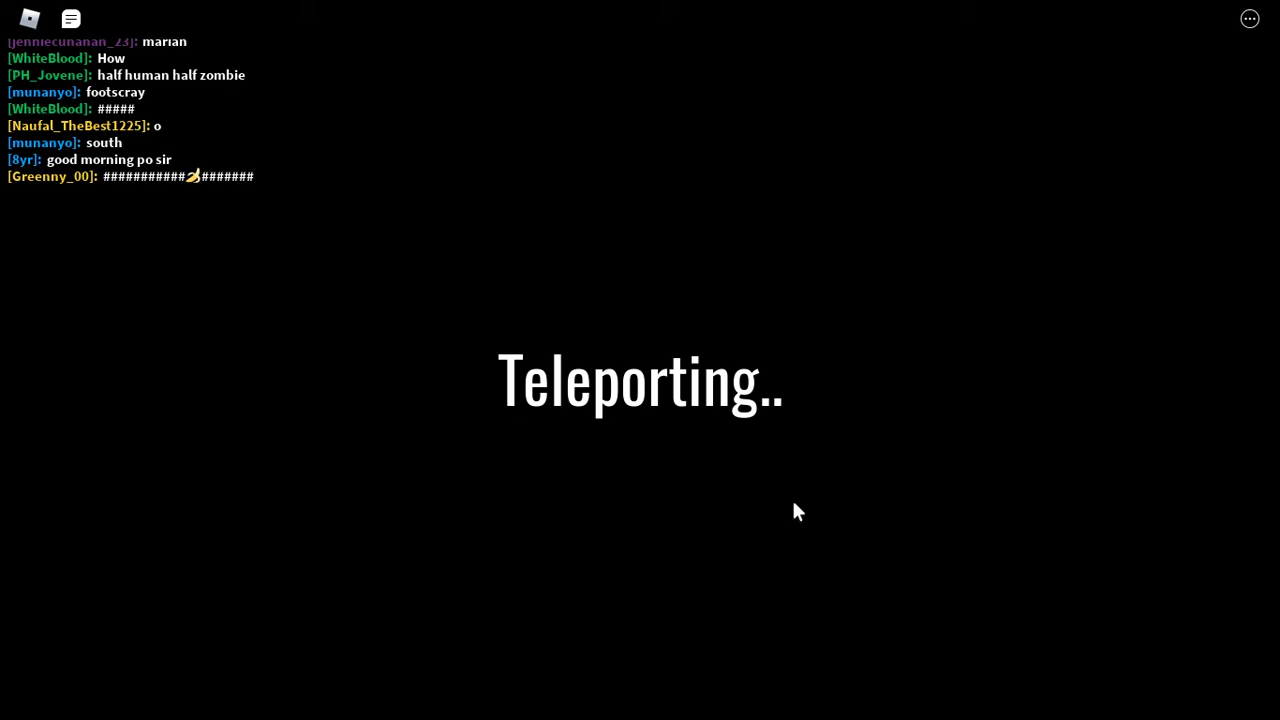 [jenniecunanan_23]: marian
[WhiteBlood]: How
[PH_Jovene]: half human half zombie
[munanyo]: footscray
[WhiteBlood]: #####
[Naufal_TheBest1225]: o
[munanyo]: south
[8yr]: good morning po sir
[Greenny_00]: ###########🍌#######
Teleporting..